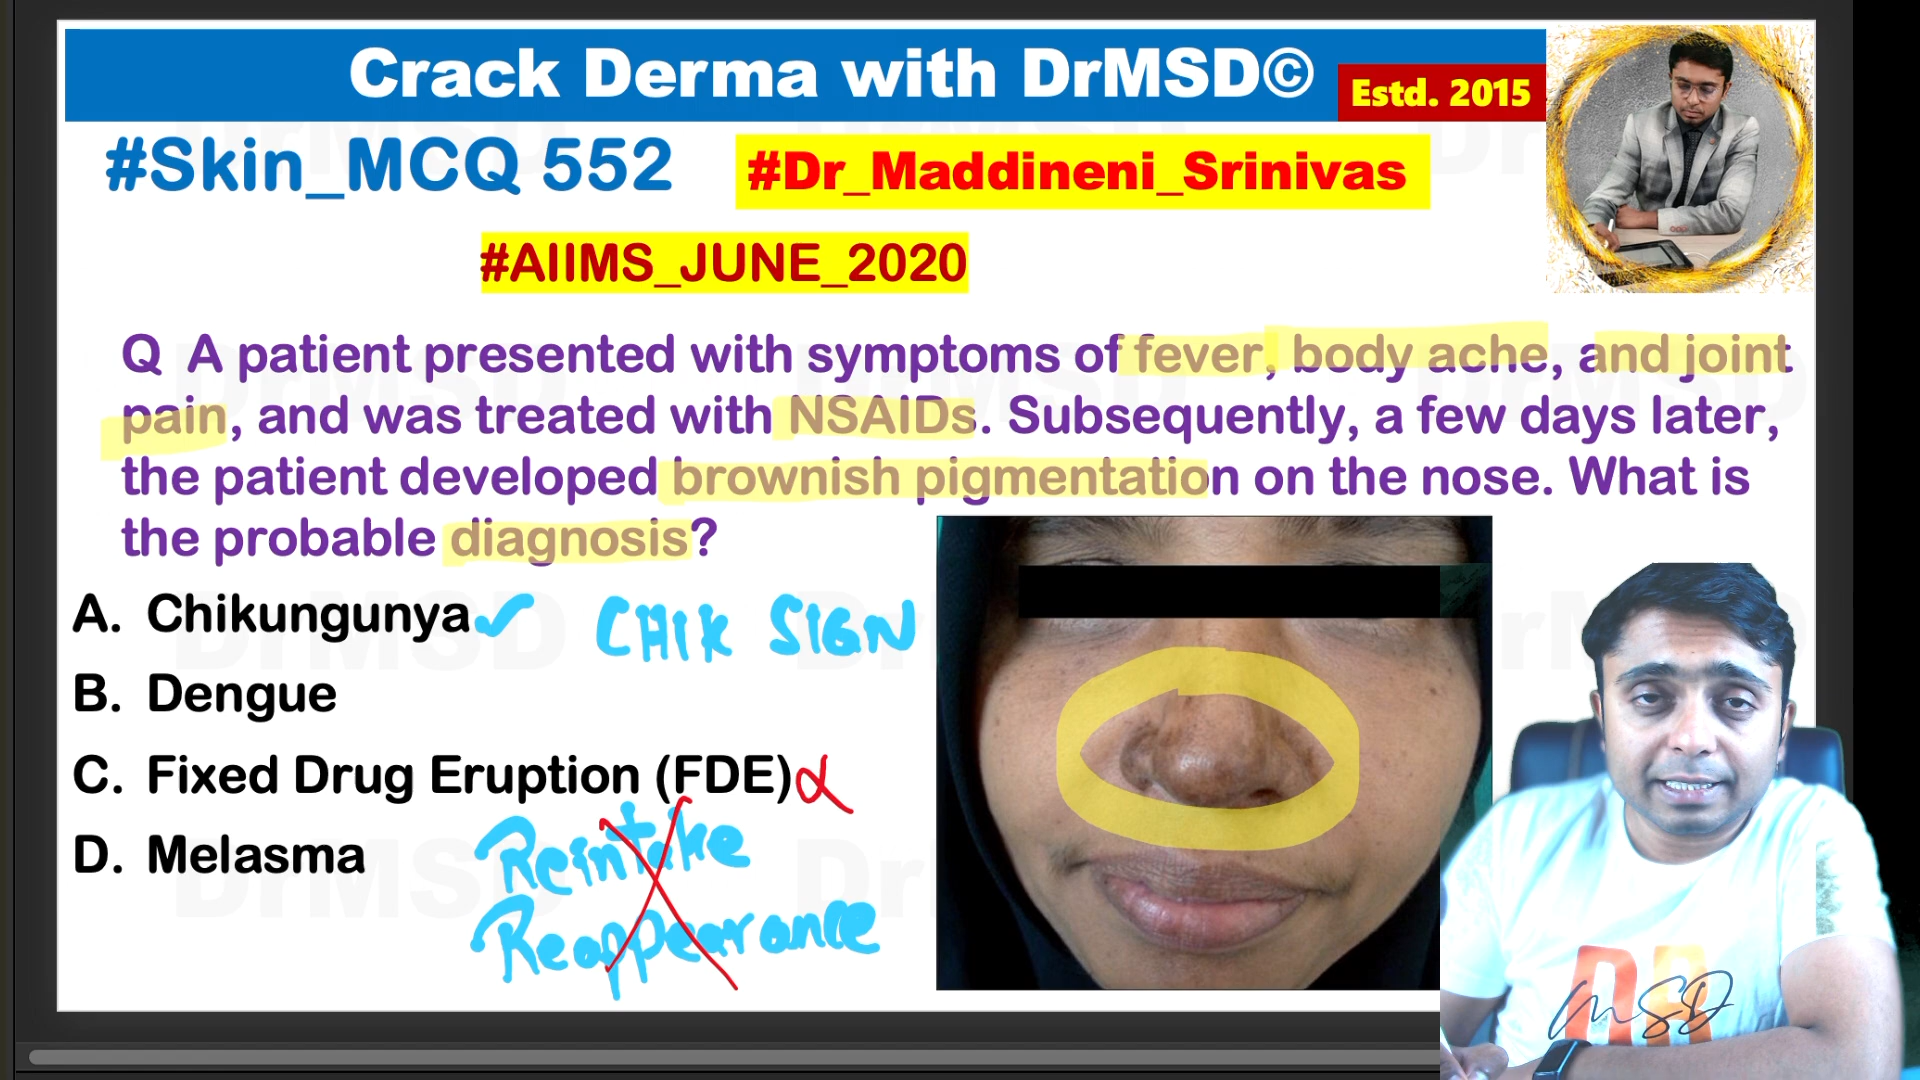 Crack Derma with DrMSD©
Estd. 2015
#Skin_MCQ 552
#Dr_Maddineni_Srinivas
#AIIMS_JUNE_2020
Q A patient presented with symptoms of fever, body ache, and joint
pain, and was treated with NSAIDs. Subsequently, a few days later,
the patient developed brownish pigmentation on the nose. What is
the probable diagnosis?
A. Chikungunya
CHIK SIGN
B. Dengue
C. Fixed Drug Eruption (FDE)
D. Melasma
Reintake
Reappearance
DR
MSD